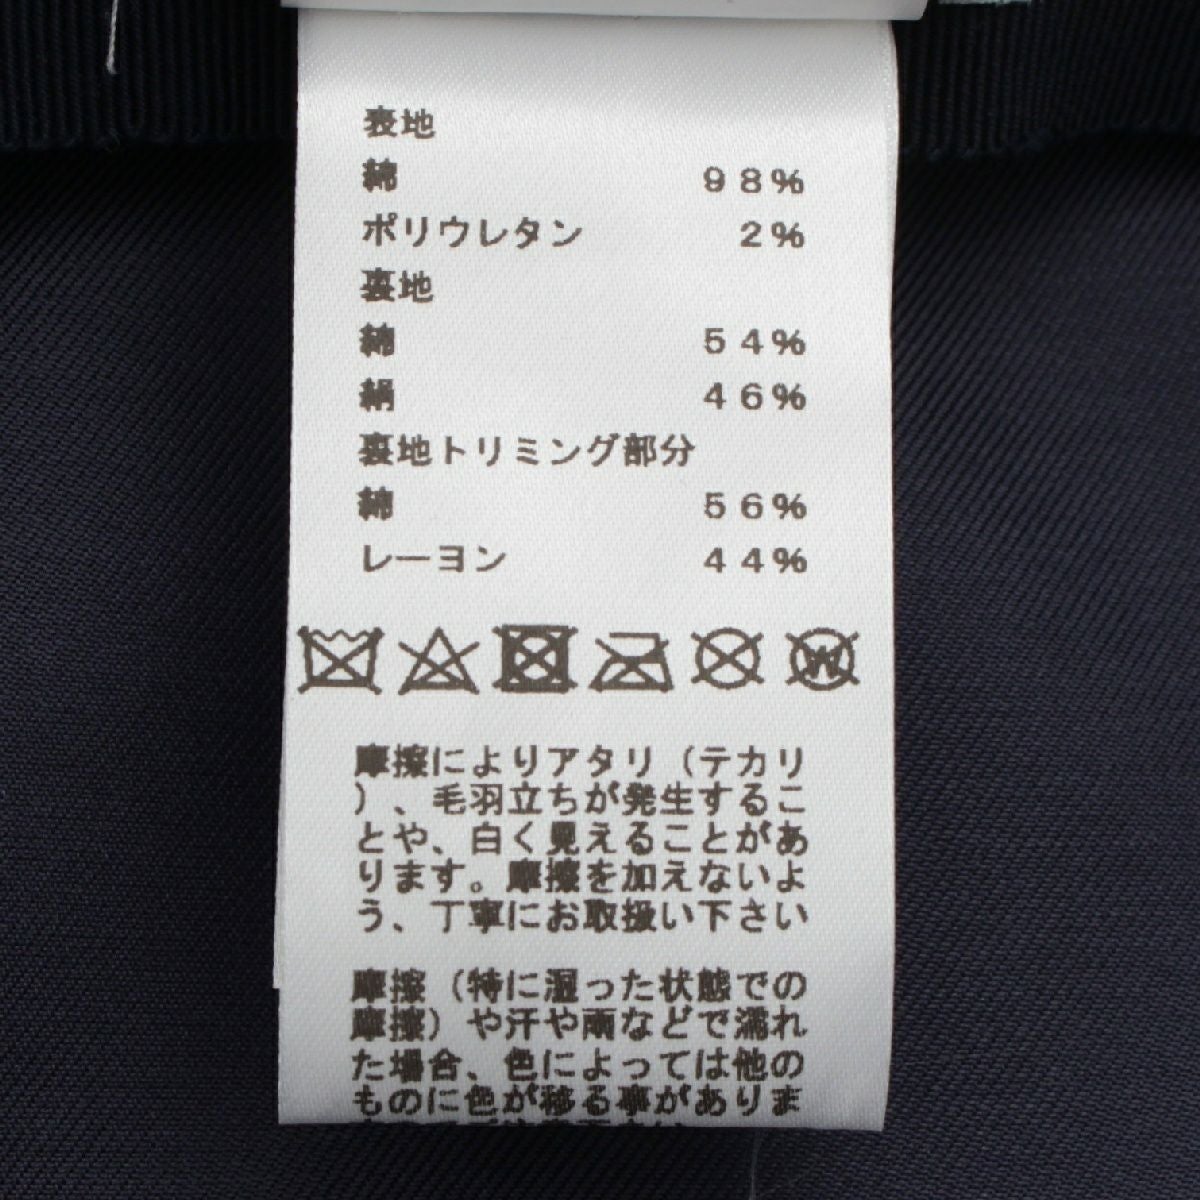 表地
綿 98%
ポリウレタン 2%
裏地
綿 54%
絹 46%
裏地トリミング部分
綿 56%
レーヨン 44%
W
摩擦によりアタリ（テカリ
）、毛羽立ちが発生するこ
とや、白く見えることがあ
ります。摩擦を加えないよ
う、丁寧にお取扱い下さい
摩擦（特に湿った状態での
摩擦）や汗や雨などで濡れ
た場合、色によっては他の
ものに色が移る事がありま